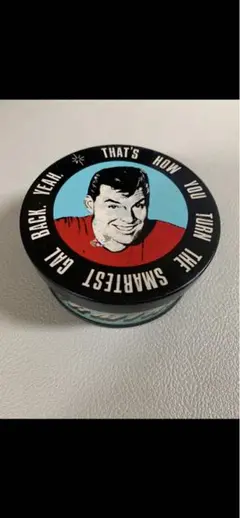 THAT'S HOW YOU TURN THE SMARTEST GAL BACK. YEAH.